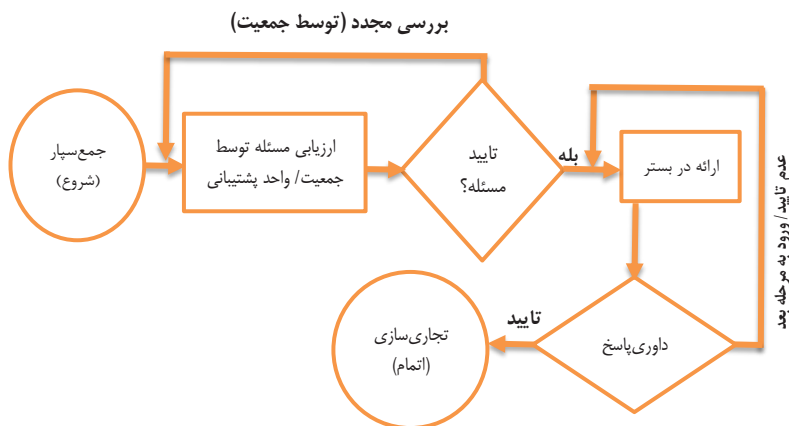 بررسی مجدد (توسط جمعیت)
جمع‌سپار
(شروع)
ارزیابی مسئله توسط
جمعیت/ واحد پشتیبانی
تایید
مسئله؟
بله
ارائه در بستر
عدم تایید/ ورود به مرحله بعد
داوری‌پاسخ
تایید
تجاری‌سازی
(اتمام)